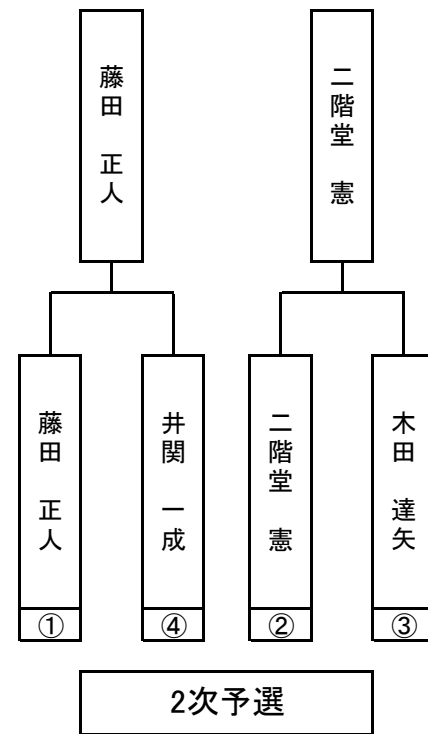 藤田 正人
二階堂 憲
藤田 正人
井関 一成
二階堂 憲
木田 達矢
①
④
②
③
2次予選